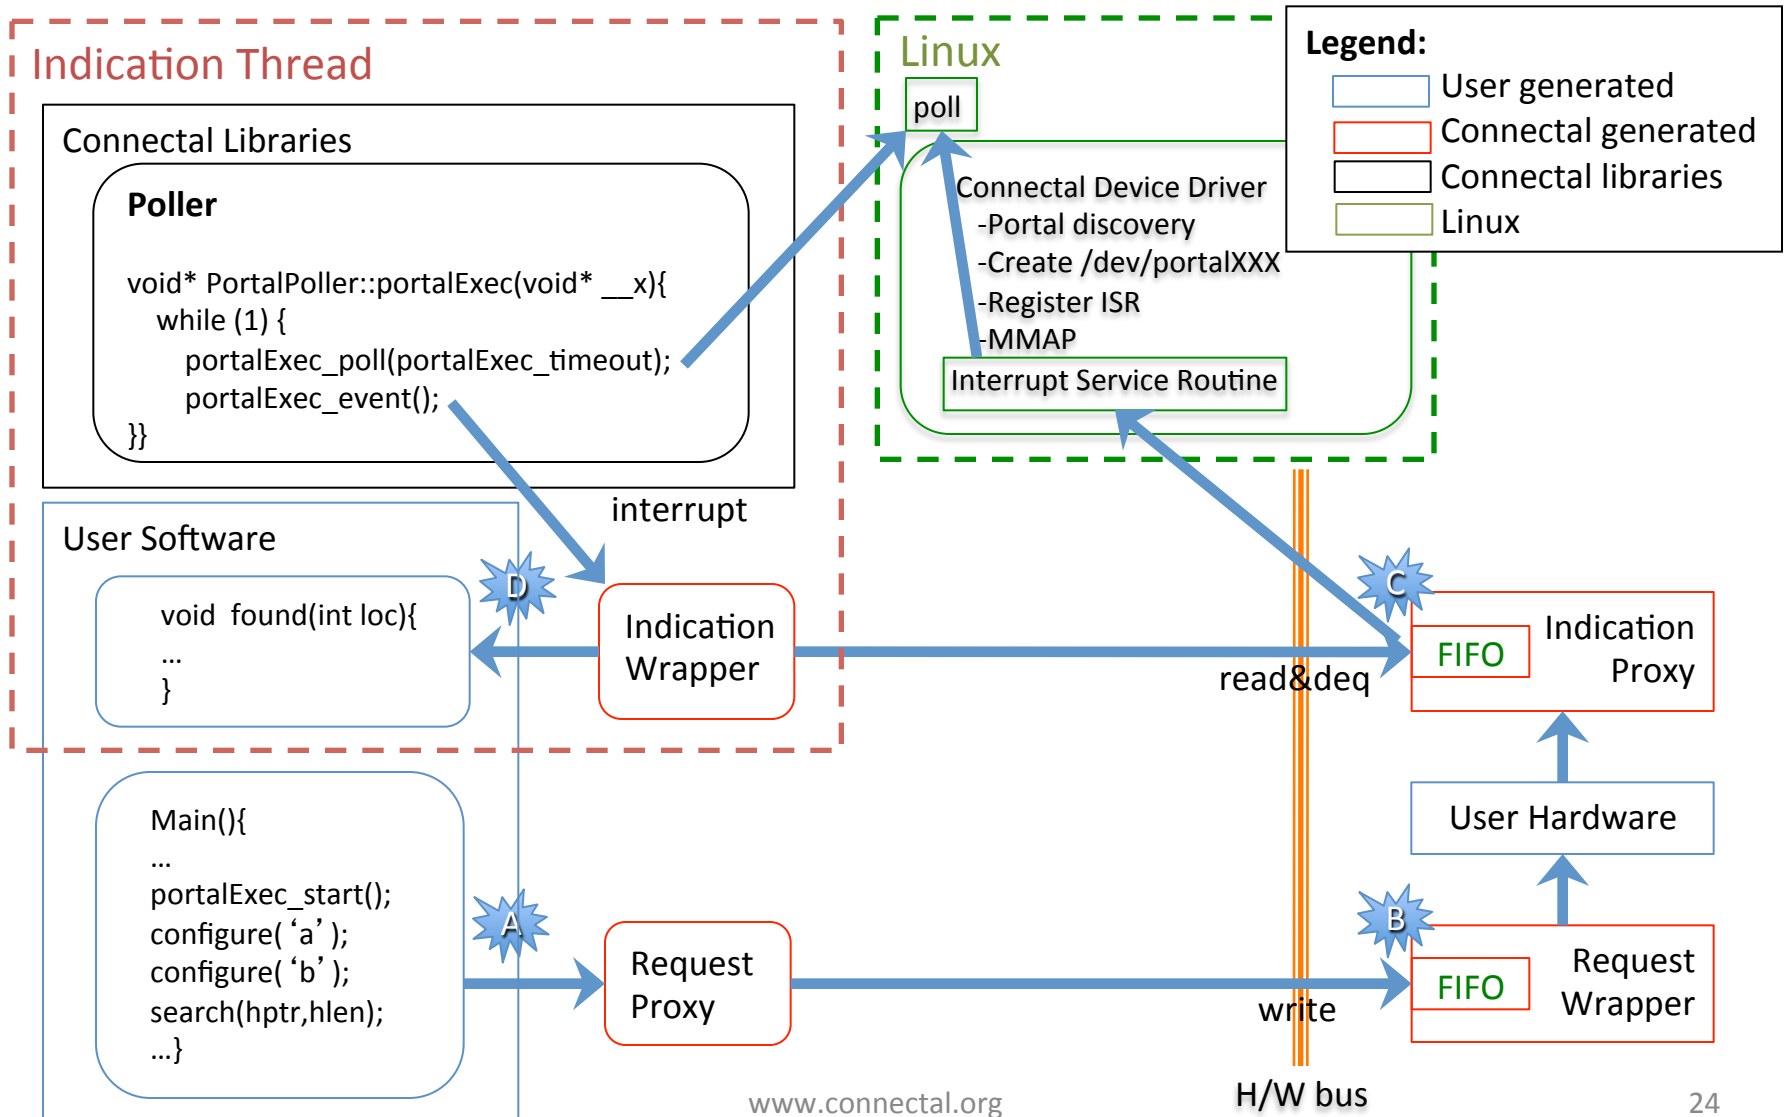 Indication Thread
Connectal Libraries
Poller
void* PortalPoller::portalExec(void* __x){
while (1) {
portalExec_poll(portalExec_timeout);
portalExec_event();
}}
Linux
poll
Connectal Device Driver
-Portal discovery
-Create /dev/portalXXX
-Register ISR
-MMAP
Interrupt Service Routine
Legend:
User generated
Connectal generated
Connectal libraries
Linux
interrupt
User Software
void  found(int loc){
...
}
D
Indication
Wrapper
read&deq
C
FIFO
Indication
Proxy
User Hardware
Main(){
...
portalExec_start();
configure( ‘a’ );
configure( ‘b’ );
search(hptr,hlen);
...}
A
Request
Proxy
write
B
FIFO
Request
Wrapper
H/W bus
www.connectal.org
24